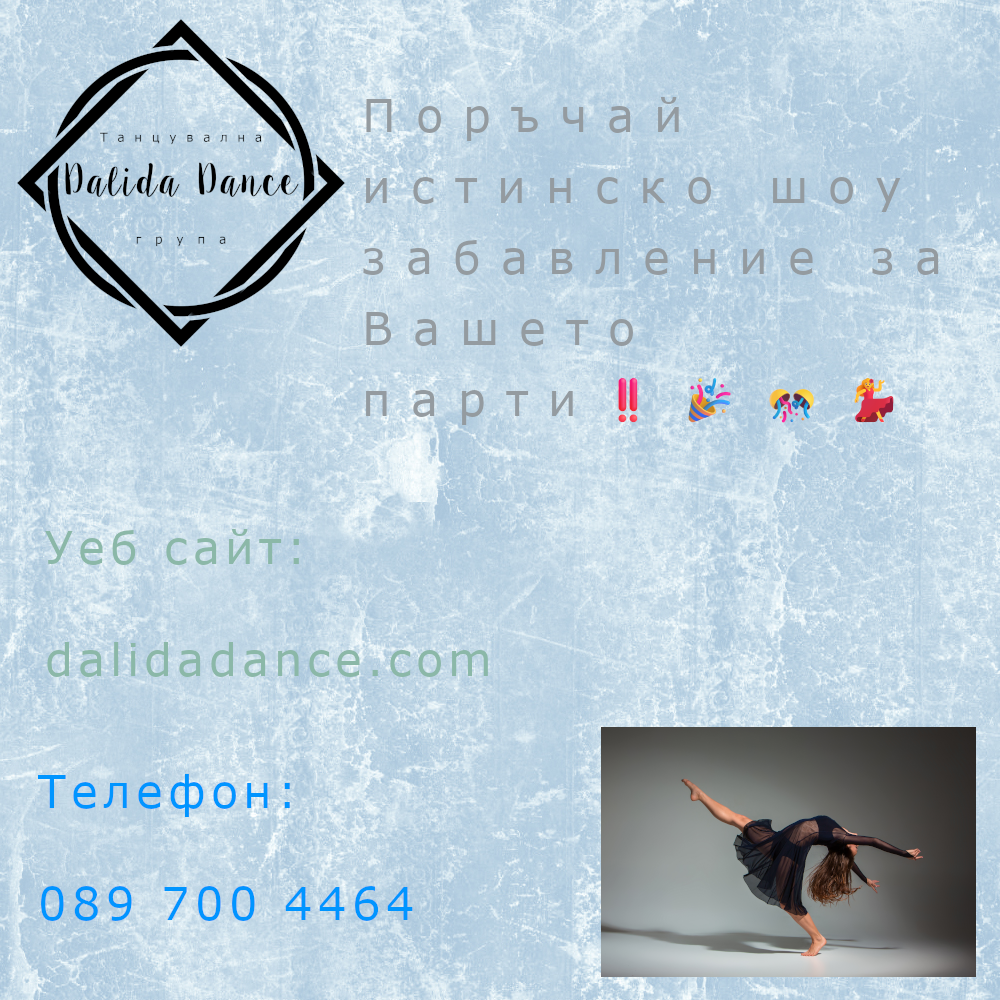 Танцувална
Dalida Dance
група
Поръчай
истинско шоу
забавление за
Вашето
парти‼️ 🎉 🎊 💃
Уеб сайт:
dalidadance.com
Телефон:
089 700 4464